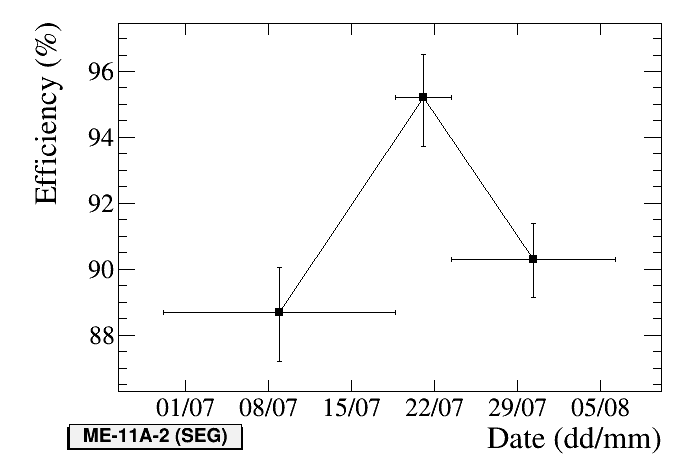 Efficiency (%)
96
94
92
90
88
01/07 08/07 15/07 22/07 29/07 05/08
ME-11A-2 (SEG)
Date (dd/mm)